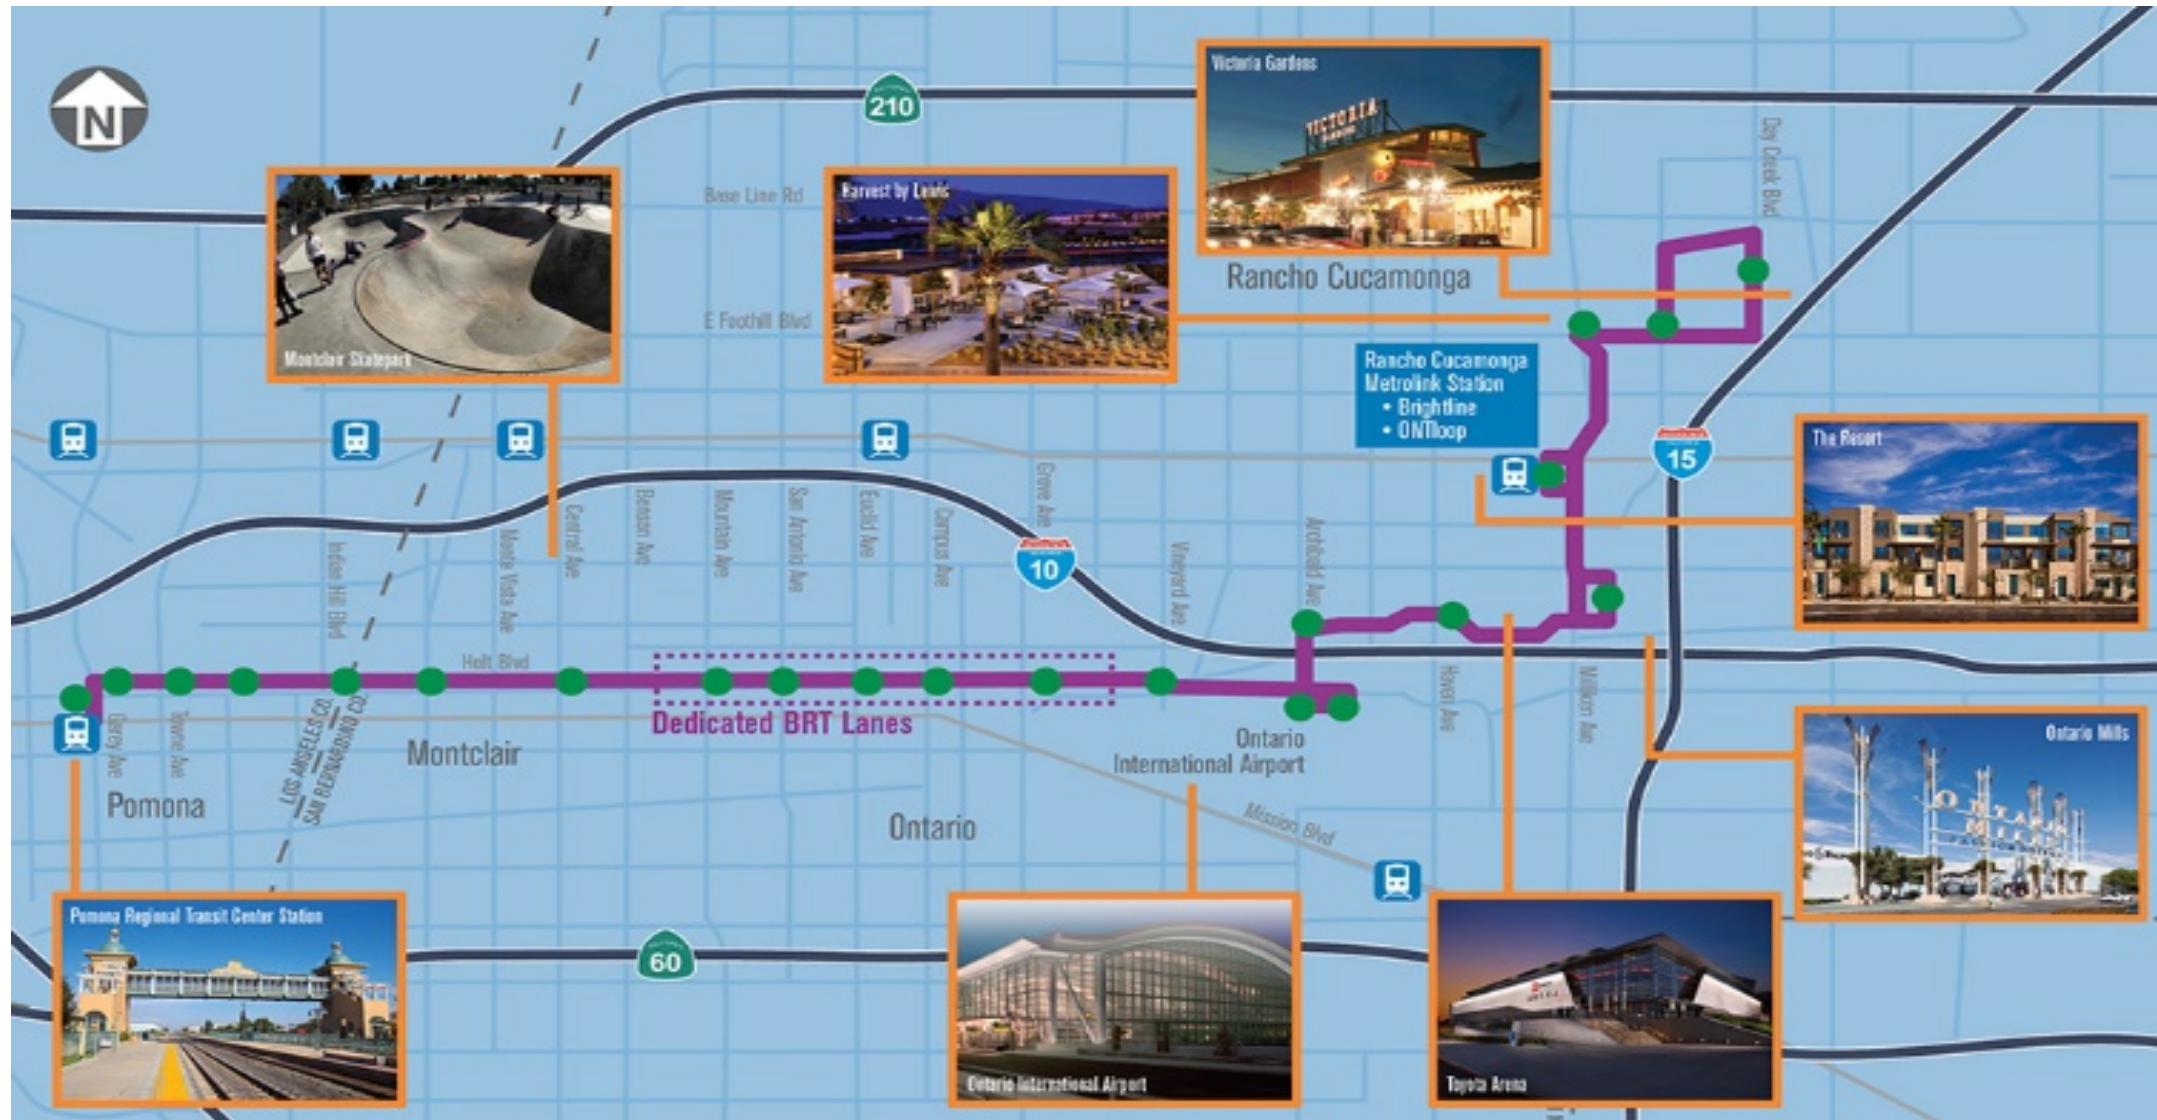 N
210
Victoria Gardens
VICTORIA
GARDENS
Day Creek Blvd
Base Line Rd
Harvest by Lewis
Rancho Cucamonga
E Foothill Blvd
Montclair Skatepark
Rancho Cucamonga
Metrolink Station
• Brightline
• ONTloop
15
The Resort
Indian Hill Blvd
Monte Vista Ave
Central Ave
Benson Ave
Mountain Ave
San Antonio Ave
Euclid Ave
Campus Ave
Grove Ave
10
Vineyard Ave
Archibald Ave
Holt Blvd
Haven Ave
Milliken Ave
Garey Ave
Towne Ave
LOS ANGELES CO.
SAN BERNARDINO CO.
Montclair
Dedicated BRT Lanes
Ontario
International Airport
Ontario Mills
ONTARIO
MILLS
Pomona
Ontario
Mission Blvd
Pomona Regional Transit Center Station
60
Ontario International Airport
Toyota Arena